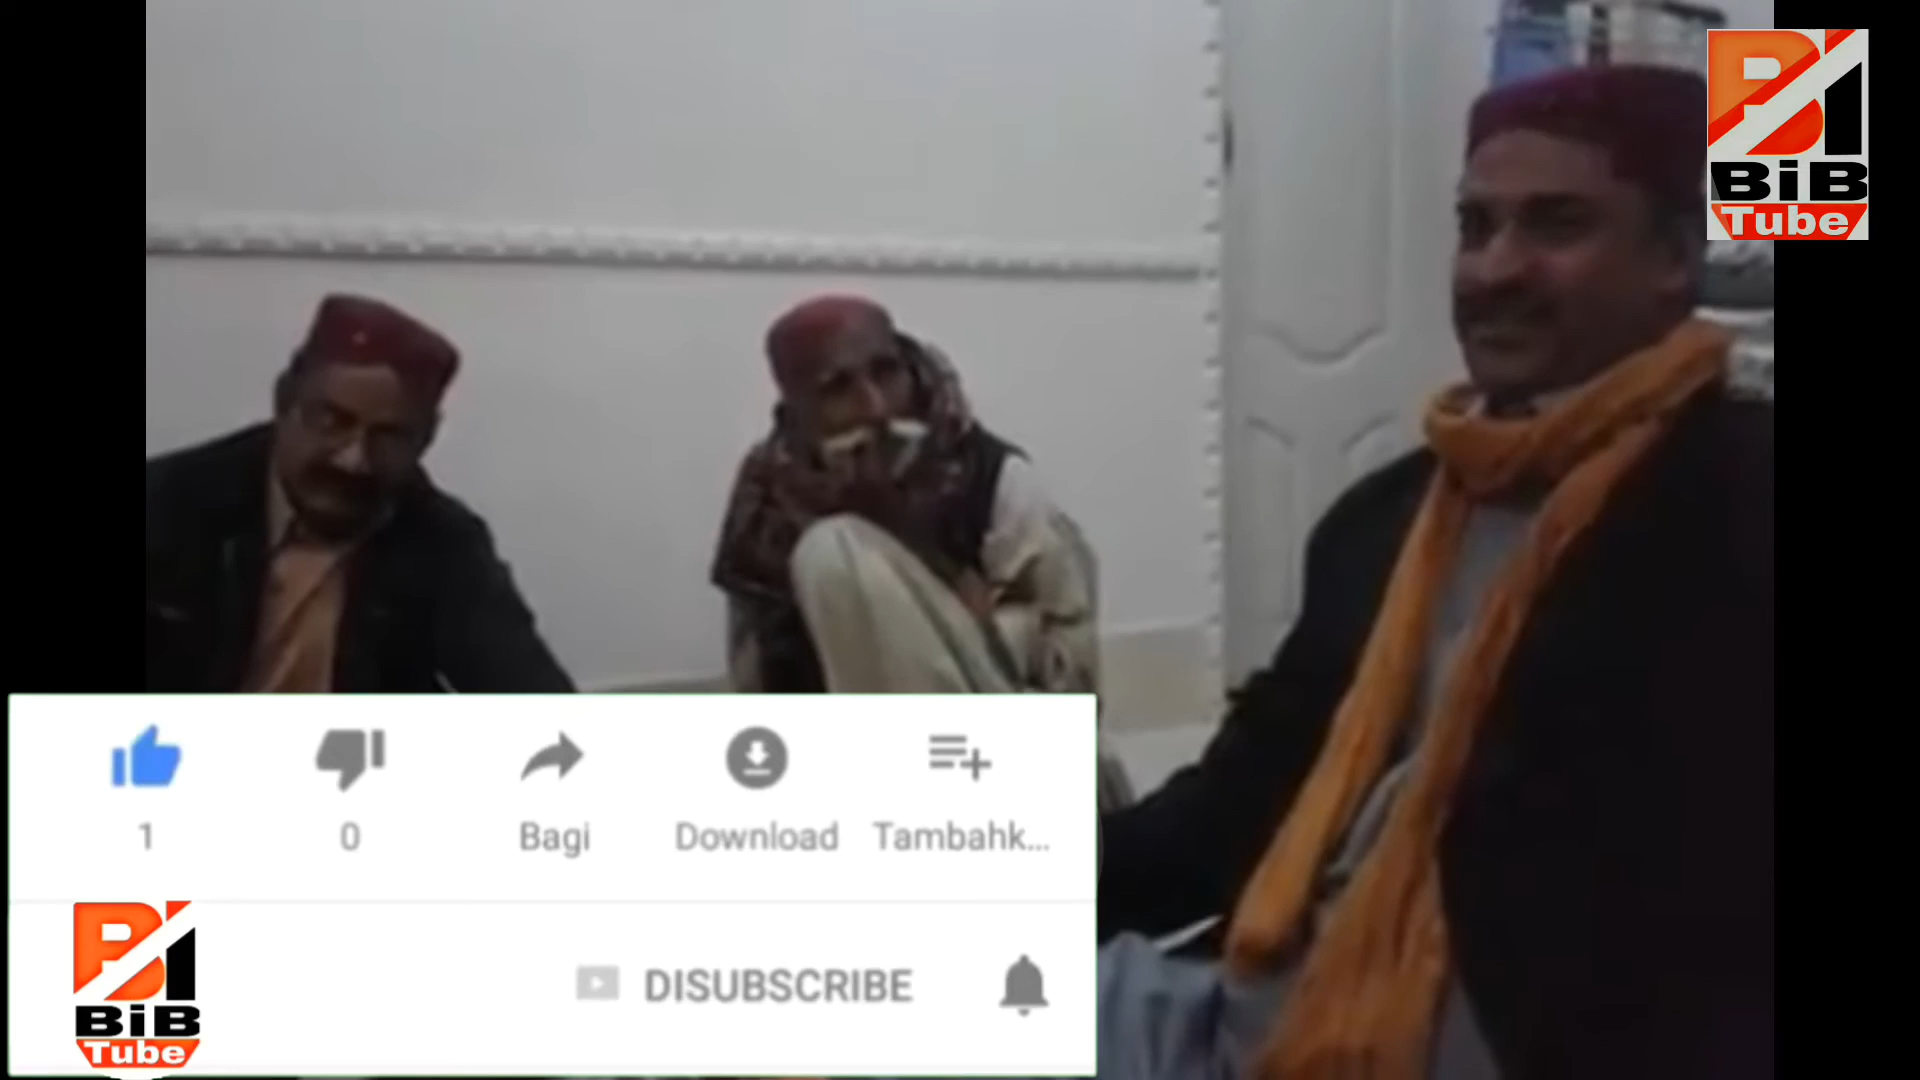 BiB
Tube
1
0
Bagi
Download
Tambahk...
BiB
Tube
DISUBSCRIBE